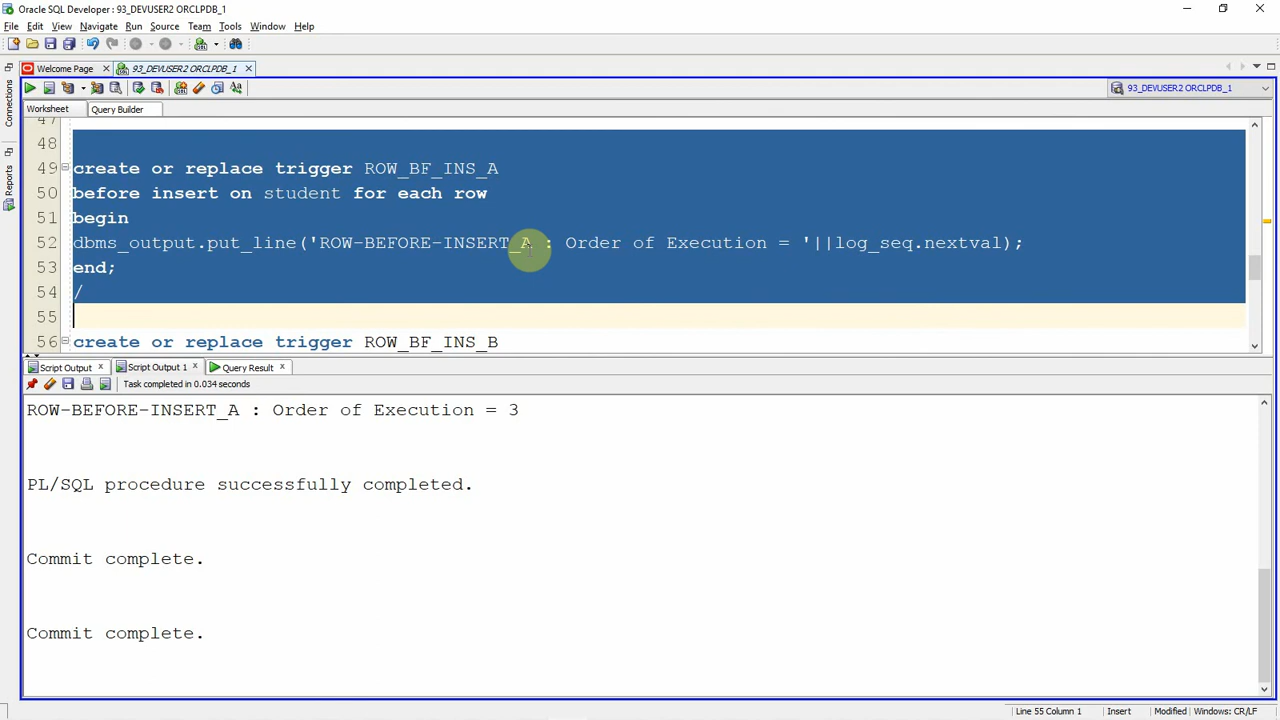 Oracle SQL Developer : 93_DEVUSER2 ORCLPDB_1
File Edit View Navigate Run Source Team Tools Window Help
Welcome Page 93_DEVUSER2 ORCLPDB_1
93_DEVUSER2 ORCLPDB_1
Connections
Reports
Worksheet Query Builder
47
48
49 create or replace trigger ROW_BF_INS_A
50 before insert on student for each row
51 begin
52 dbms_output.put_line('ROW-BEFORE-INSERT_A : Order of Execution = '||log_seq.nextval);
53 end;
54 /
55
56 create or replace trigger ROW_BF_INS_B
Script Output Script Output 1 Query Result
Task completed in 0.034 seconds
ROW-BEFORE-INSERT_A : Order of Execution = 3
PL/SQL procedure successfully completed.
Commit complete.
Commit complete.
Line 55 Column 1 Insert Modified Windows: CR/LF